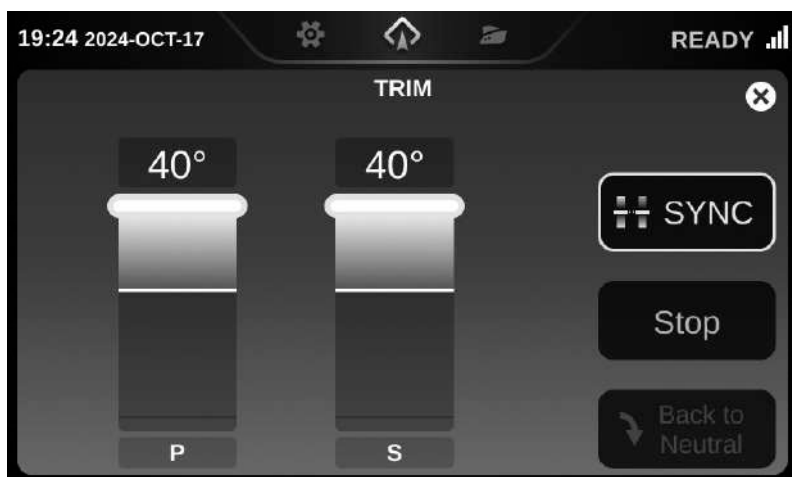 19:24 2024-OCT-17
READY
TRIM
40°
40°
SYNC
Stop
Back to
Neutral
P
S